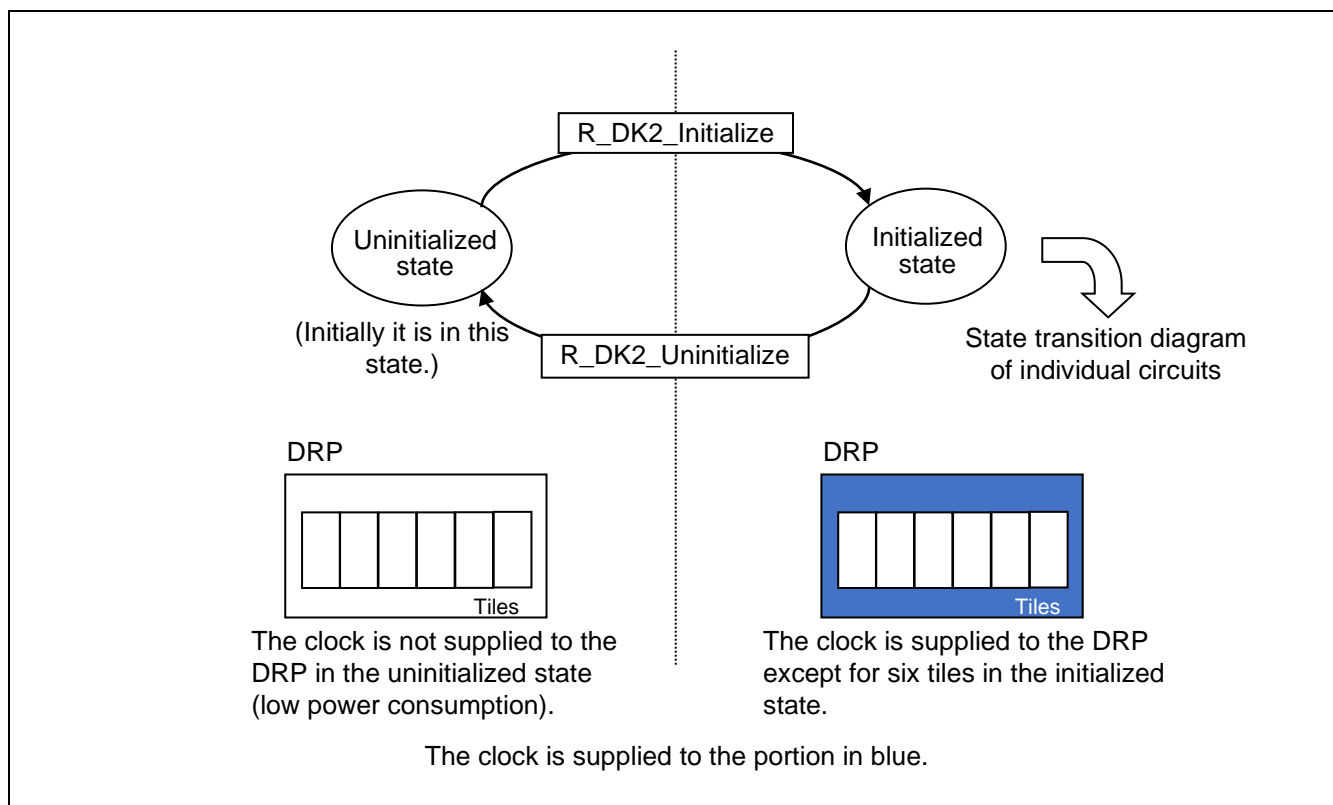 R_DK2_Initialize
Uninitialized
state
Initialized
state
(Initially it is in this
state.)
R_DK2_Uninitialize
State transition diagram
of individual circuits
DRP
Tiles
The clock is not supplied to the
DRP in the uninitialized state
(low power consumption).
DRP
Tiles
The clock is supplied to the DRP
except for six tiles in the initialized
state.
The clock is supplied to the portion in blue.